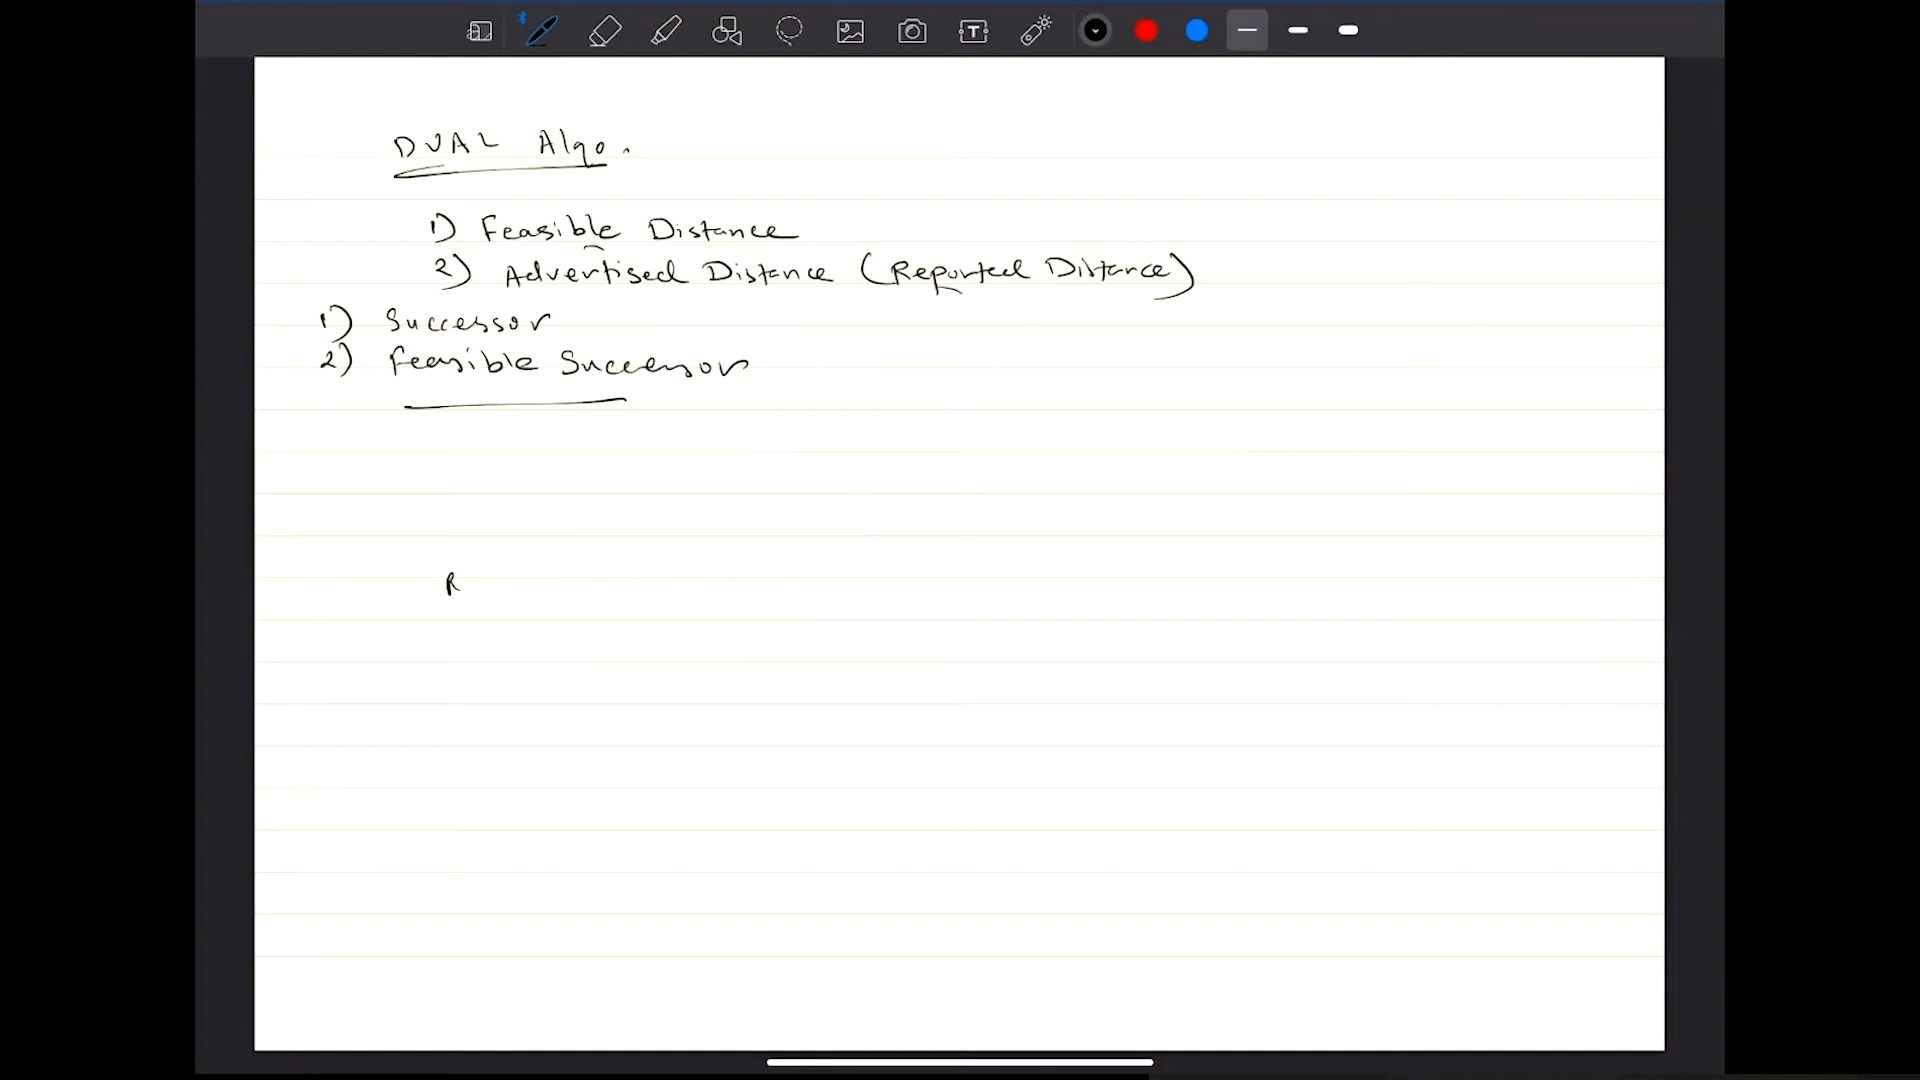 DUAL Algo.
1) Feasible Distance
2) Advertised Distance (Reported Distance)
1) Successor
2) Feasible Successor
R